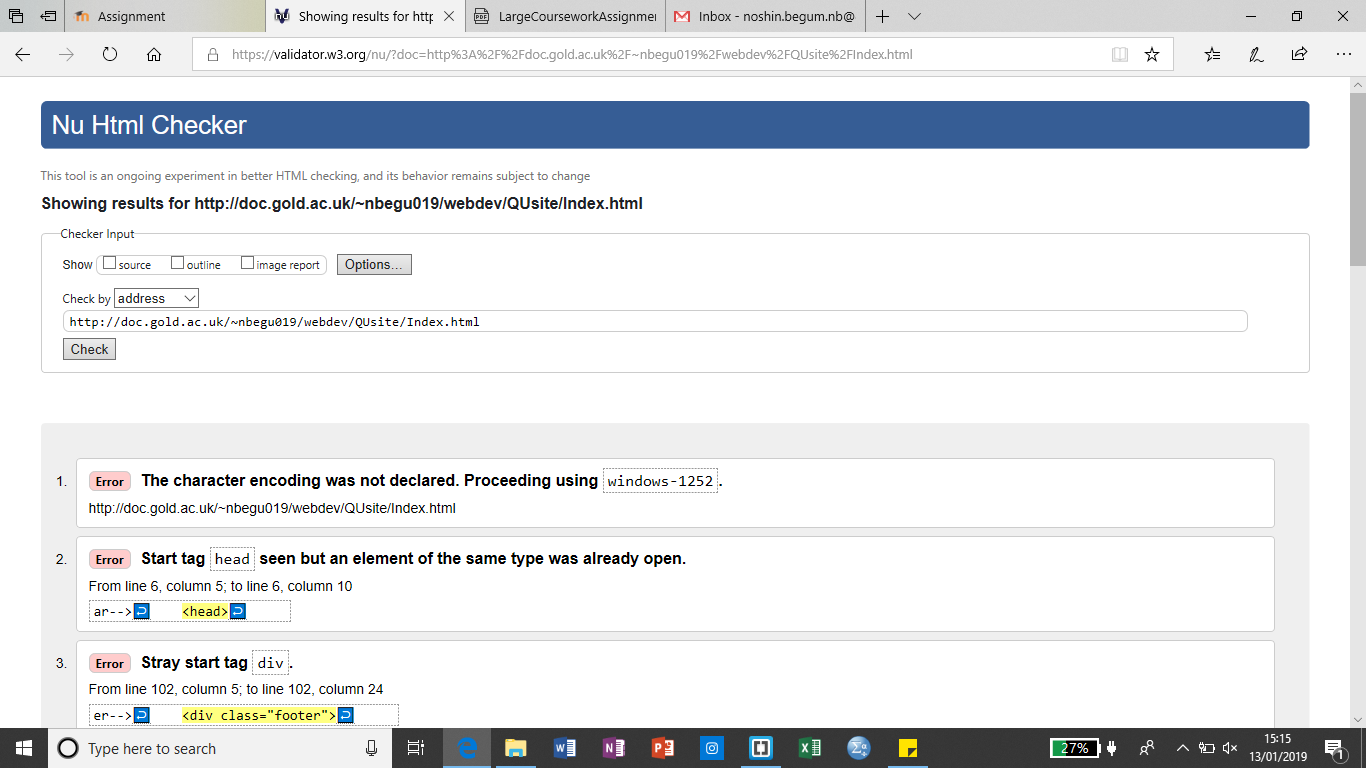 Assignment
Showing results for http
LargeCourseworkAssignmen
Inbox - noshin.begum.nb@
https://validator.w3.org/nu/?doc=http%3A%2F%2Fdoc.gold.ac.uk%2F~nbegu019%2Fwebdev%2FQUsite%2FIndex.html
Nu Html Checker
This tool is an ongoing experiment in better HTML checking, and its behavior remains subject to change
Showing results for http://doc.gold.ac.uk/~nbegu019/webdev/QUsite/Index.html
Checker Input
Show source outline image report Options...
Check by address
http://doc.gold.ac.uk/~nbegu019/webdev/QUsite/Index.html
Check
1. Error The character encoding was not declared. Proceeding using windows-1252.
http://doc.gold.ac.uk/~nbegu019/webdev/QUsite/Index.html
2. Error Start tag head seen but an element of the same type was already open.
From line 6, column 5; to line 6, column 10
ar-->↩ <head>↩
3. Error Stray start tag div.
From line 102, column 5; to line 102, column 24
er-->↩ <div class="footer">↩
Type here to search
27%
15:15
13/01/2019
1